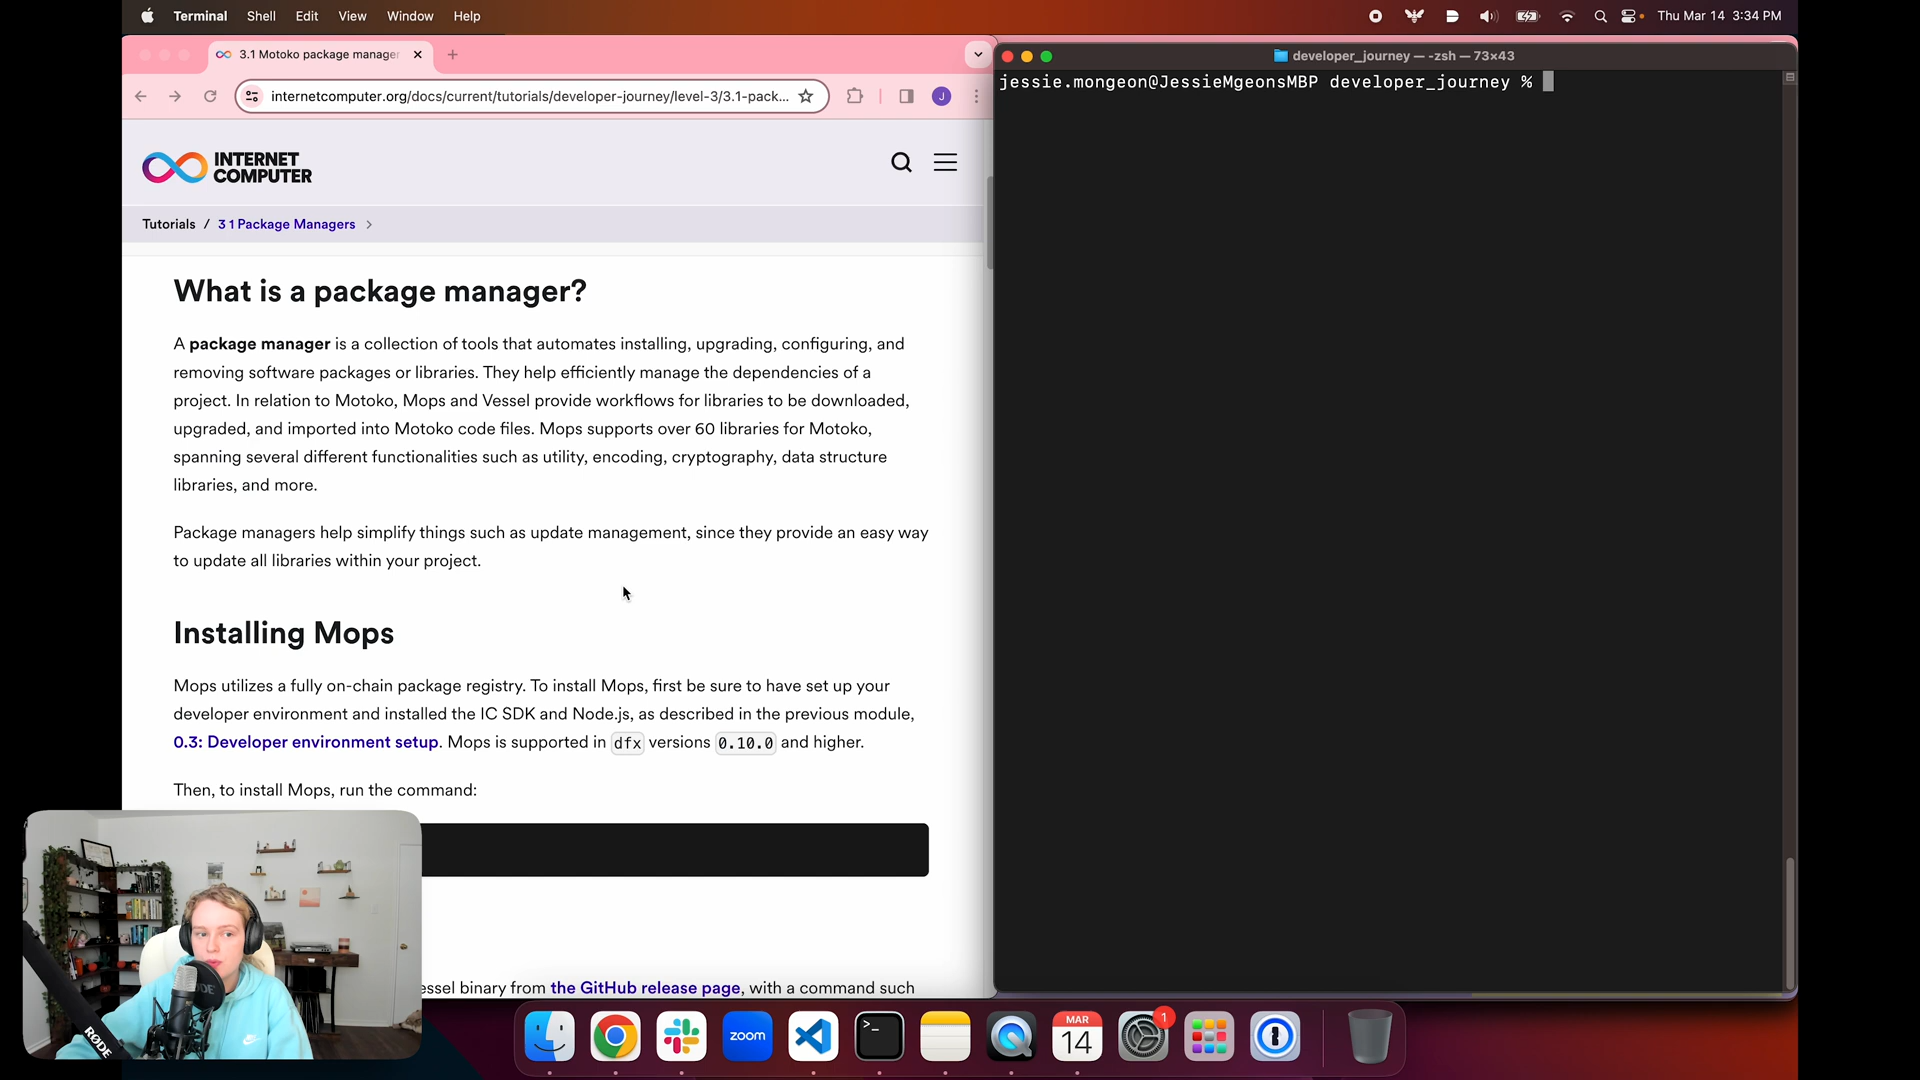 Terminal Shell Edit View Window Help
Thu Mar 14 3:34 PM
3.1 Motoko package manager
internetcomputer.org/docs/current/tutorials/developer-journey/level-3/3.1-pack...
J
INTERNET
COMPUTER
Tutorials / 3 1 Package Managers >
What is a package manager?
A package manager is a collection of tools that automates installing, upgrading, configuring, and
removing software packages or libraries. They help efficiently manage the dependencies of a
project. In relation to Motoko, Mops and Vessel provide workflows for libraries to be downloaded,
upgraded, and imported into Motoko code files. Mops supports over 60 libraries for Motoko,
spanning several different functionalities such as utility, encoding, cryptography, data structure
libraries, and more.
Package managers help simplify things such as update management, since they provide an easy way
to update all libraries within your project.
Installing Mops
Mops utilizes a fully on-chain package registry. To install Mops, first be sure to have set up your
developer environment and installed the IC SDK and Node.js, as described in the previous module,
0.3: Developer environment setup. Mops is supported in dfx versions 0.10.0 and higher.
Then, to install Mops, run the command:
essel binary from the GitHub release page, with a command such
developer_journey — -zsh — 73×43
jessie.mongeon@JessieMgeonsMBP developer_journey %
RØDE
RØDE
zoom
>_
MAR
14
1